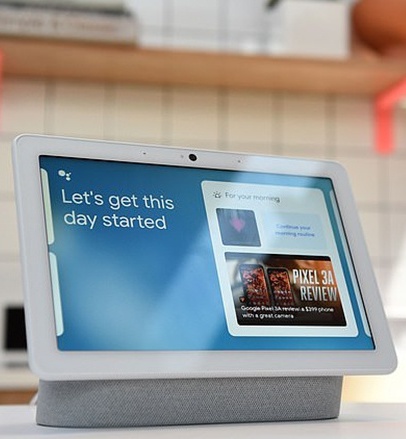 Let's get this
day started
For your morning
Continue your
morning routine
PIXEL 3A
REVIEW
Google Pixel 3A review: a $399 phone
with a great camera